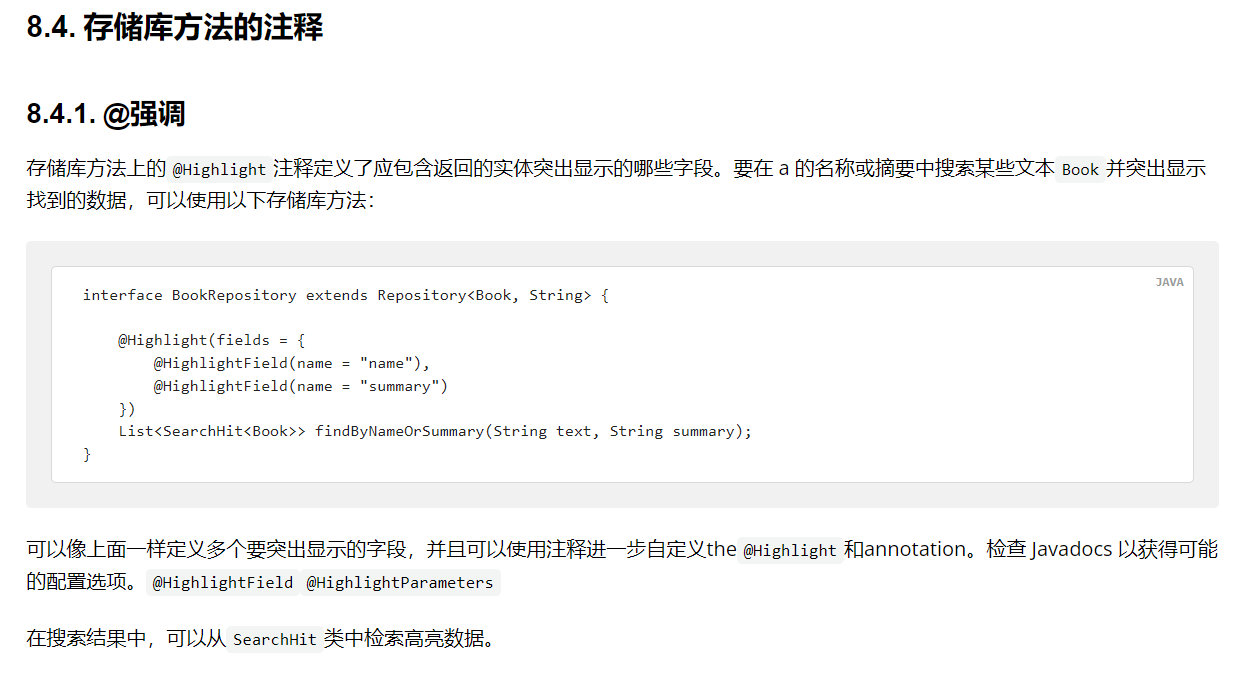 8.4. 存储库方法的注释
8.4.1. @强调
存储库方法上的 @Highlight 注释定义了应包含返回的实体突出显示的哪些字段。要在 a 的名称或摘要中搜索某些文本 Book 并突出显示
找到的数据，可以使用以下存储库方法：
JAVA
interface BookRepository extends Repository<Book, String> {
    @Highlight(fields = {
        @HighlightField(name = "name"),
        @HighlightField(name = "summary")
    })
    List<SearchHit<Book>> findByNameOrSummary(String text, String summary);
}
可以像上面一样定义多个要突出显示的字段，并且可以使用注释进一步自定义the @Highlight 和annotation。检查 Javadocs 以获得可能
的配置选项。 @HighlightField @HighlightParameters
在搜索结果中，可以从 SearchHit 类中检索高亮数据。